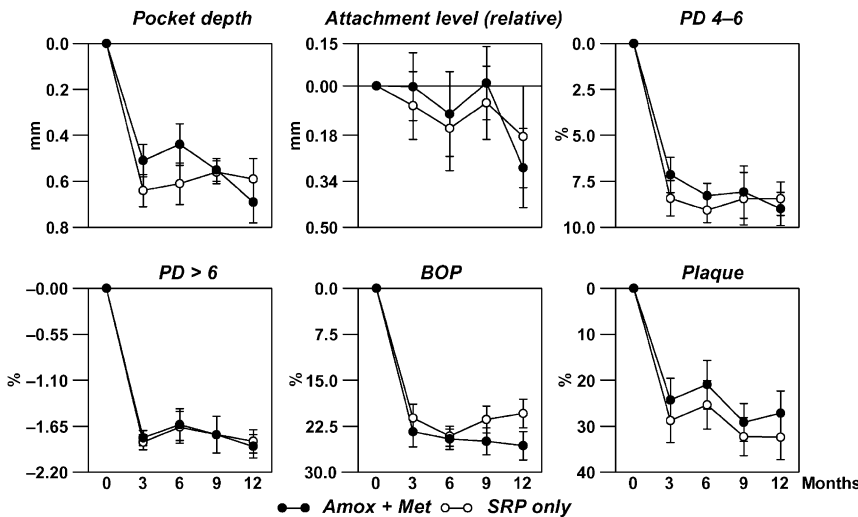 Pocket depth
Attachment level (relative)
PD 4–6
0.0
0.2
0.4
0.6
0.8
mm
0.15
0.00
0.18
0.34
0.50
mm
0.0
2.5
5.0
7.5
10.0
%
PD > 6
BOP
Plaque
–0.00
–0.55
–1.10
–1.65
–2.20
%
0.0
7.5
15.0
22.5
30.0
%
0
10
20
30
40
%
0 3 6 9 12
0 3 6 9 12
0 3 6 9 12 Months
Amox + Met SRP only